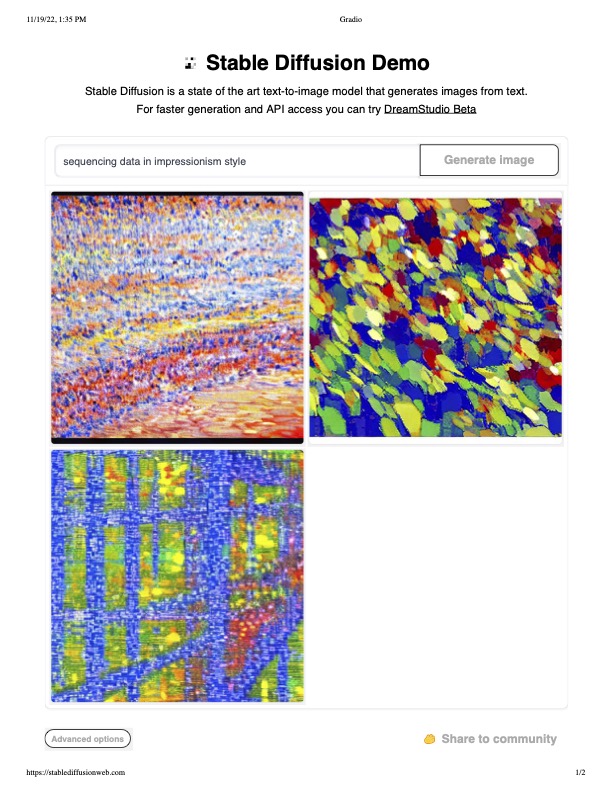 11/19/22, 1:35 PM Gradio
Stable Diffusion Demo
Stable Diffusion is a state of the art text-to-image model that generates images from text.
For faster generation and API access you can try DreamStudio Beta
sequencing data in impressionism style Generate image
Advanced options Share to community
https://stablediffusionweb.com 1/2